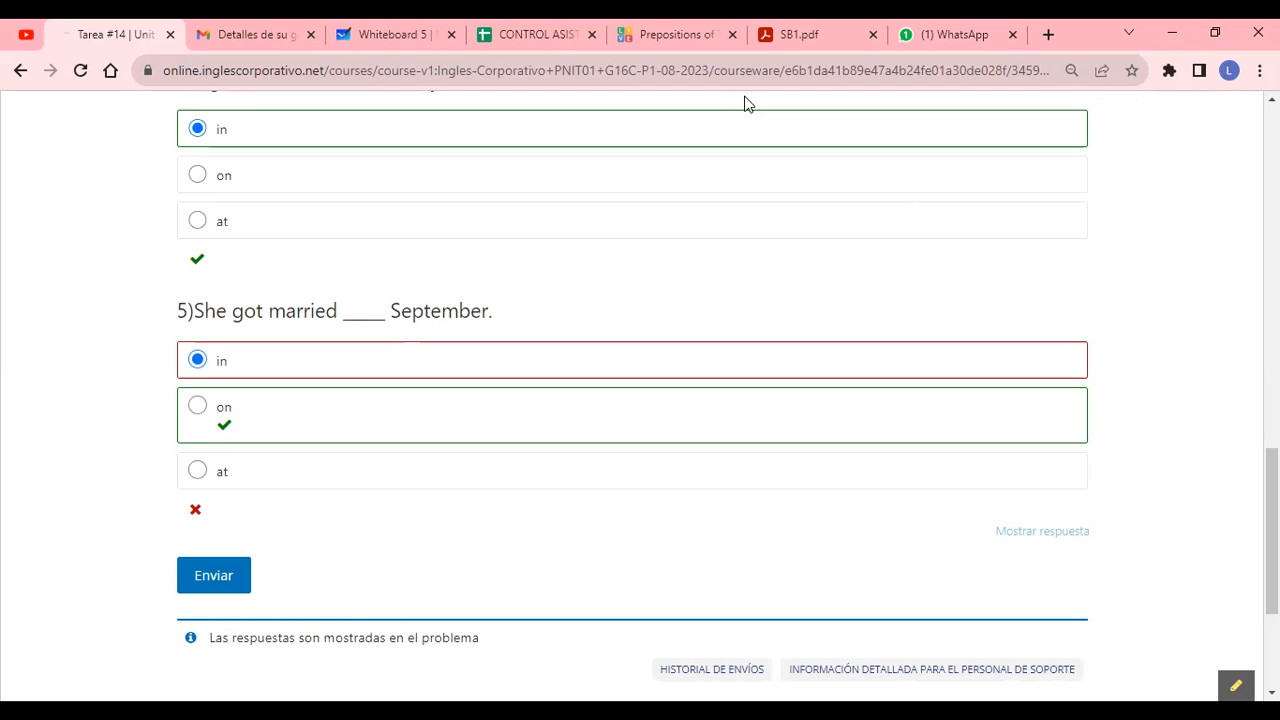 Tarea #14 | Unit
Detalles de su g
Whiteboard 5 |
CONTROL ASIST
Prepositions of
SB1.pdf
(1) WhatsApp
online.inglescorporativo.net/courses/course-v1:Ingles-Corporativo+PNIT01+G16C-P1-08-2023/courseware/e6b1da41b89e47a4b24fe01a30de028f/3459...
L
in
on
at
5)She got married _____ September.
in
on
at
Mostrar respuesta
Enviar
Las respuestas son mostradas en el problema
HISTORIAL DE ENVÍOS
INFORMACIÓN DETALLADA PARA EL PERSONAL DE SOPORTE